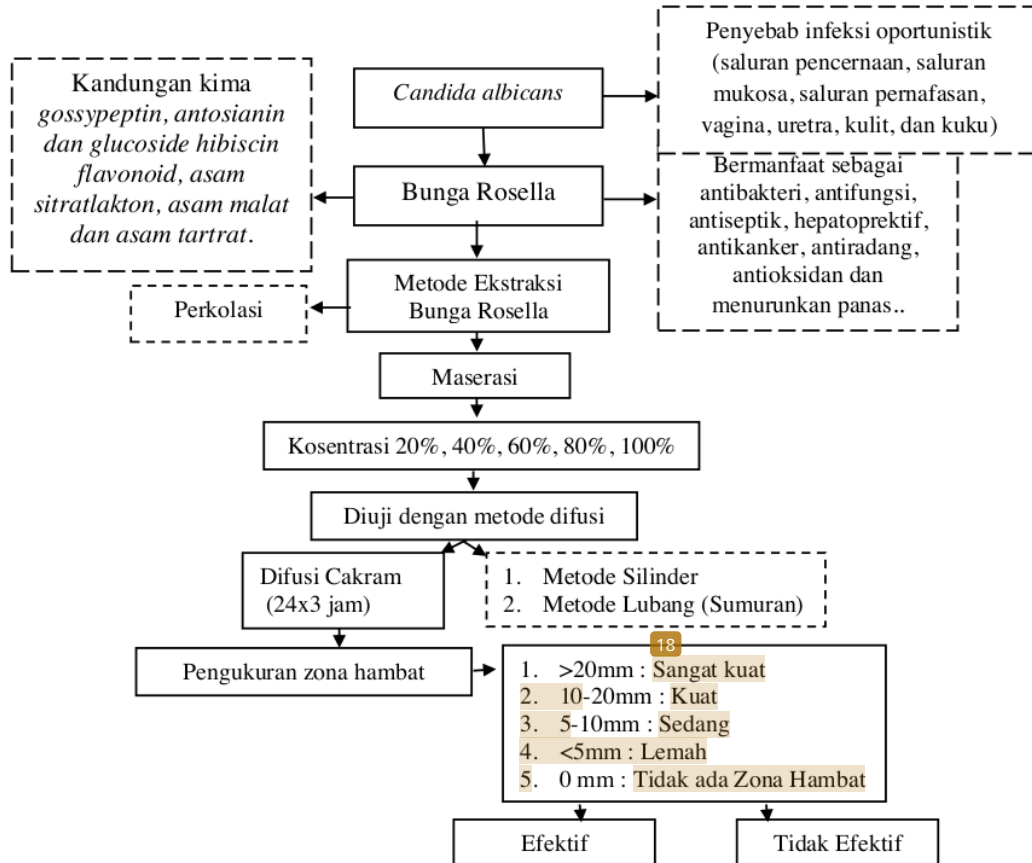 Penyebab infeksi oportunistik
(saluran pencernaan, saluran
mukosa, saluran pernafasan,
vagina, uretra, kulit, dan kuku)
Kandungan kima
gossypeptin, antosianin
dan glucoside hibiscin
flavonoid, asam
sitratlakton, asam malat
dan asam tartrat.
Candida albicans
Bunga Rosella
Bermanfaat sebagai
antibakteri, antifungsi,
antiseptik, hepatoprektif,
antikanker, antiradang,
antioksidan dan
menurunkan panas..
Metode Ekstraksi
Bunga Rosella
Perkolasi
Maserasi
Kosentrasi 20%, 40%, 60%, 80%, 100%
Diuji dengan metode difusi
Difusi Cakram
(24x3 jam)
1. Metode Silinder
2. Metode Lubang (Sumuran)
Pengukuran zona hambat
18
1. >20mm : Sangat kuat
2. 10-20mm : Kuat
3. 5-10mm : Sedang
4. <5mm : Lemah
5. 0 mm : Tidak ada Zona Hambat
Efektif
Tidak Efektif